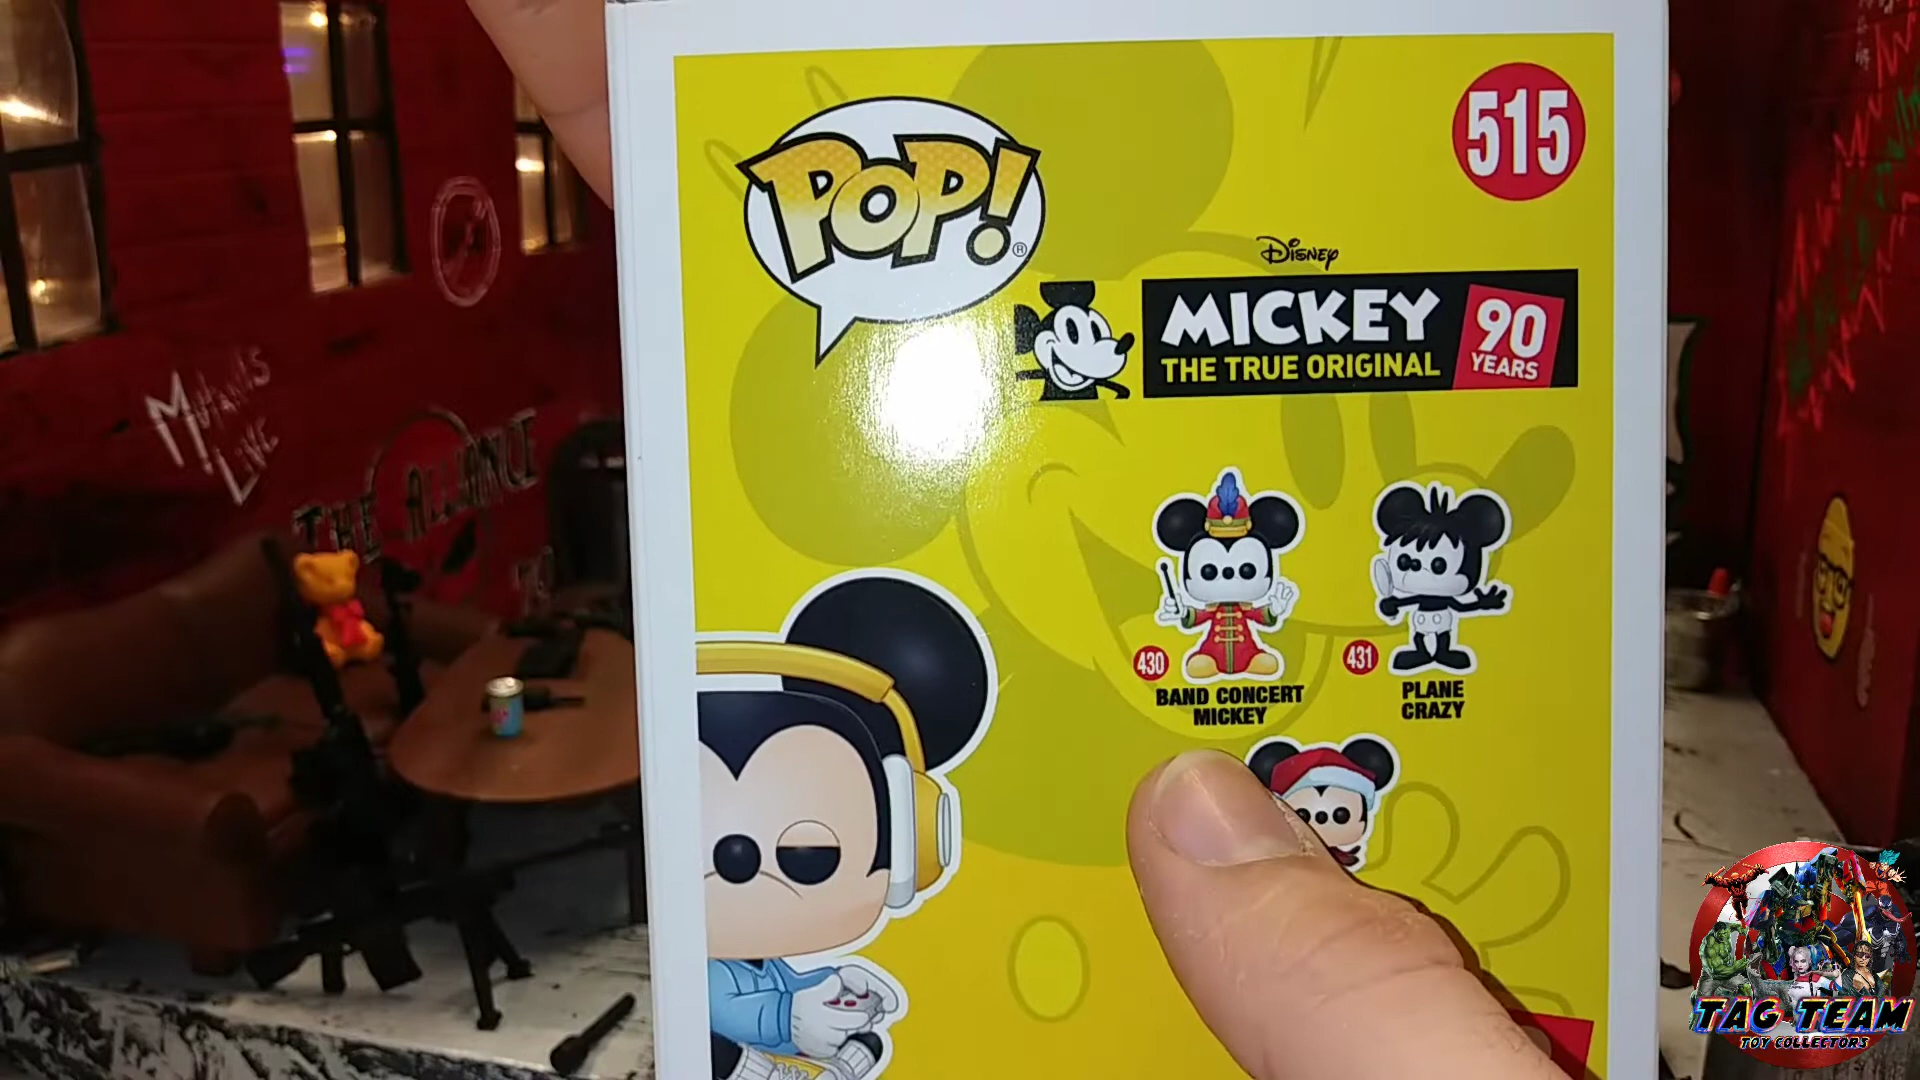 POP!
®
515
Disney
MICKEY
THE TRUE ORIGINAL
90
YEARS
430
BAND CONCERT
MICKEY
431
PLANE
CRAZY
MUTANTS
LIVE
THE ALLIANCE
TAG TEAM
TOY COLLECTORS